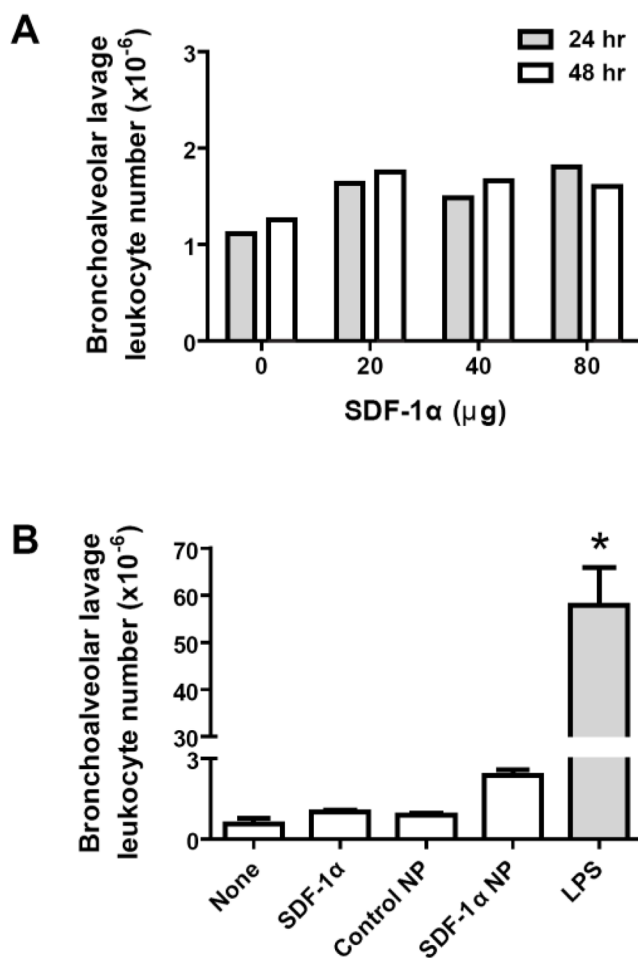 A
Bronchoalveolar lavage
leukocyte number (x10⁻⁶)
3
2
1
0
24 hr
48 hr
0 20 40 80
SDF-1α (µg)
B
Bronchoalveolar lavage
leukocyte number (x10⁻⁶)
70
60
50
40
30
3
0
*
None
SDF-1α
Control NP
SDF-1α NP
LPS